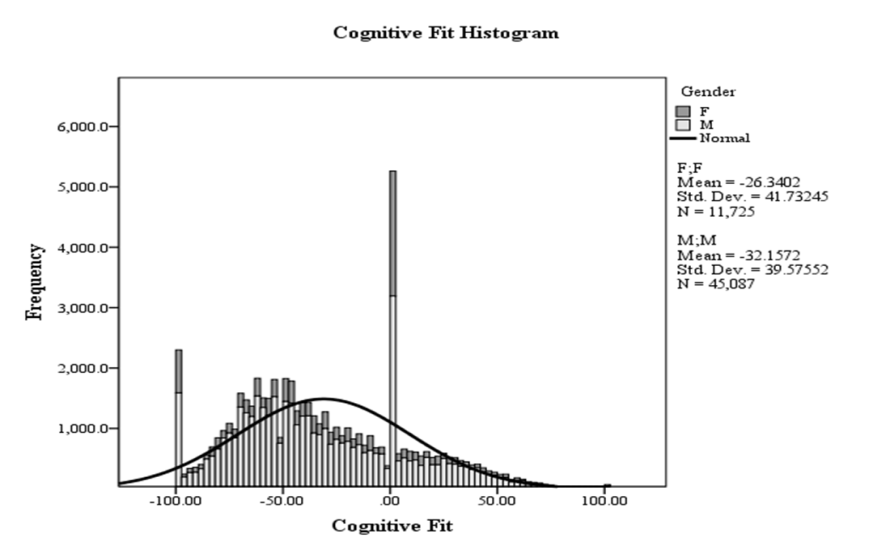 Cognitive Fit Histogram
Gender
F
M
Normal
F;F
Mean = -26.3402
Std. Dev. = 41.73245
N = 11,725
M;M
Mean = -32.1572
Std. Dev. = 39.57552
N = 45,087
Frequency
6,000.0
5,000.0
4,000.0
3,000.0
2,000.0
1,000.0
-100.00 -50.00 .00 50.00 100.00
Cognitive Fit